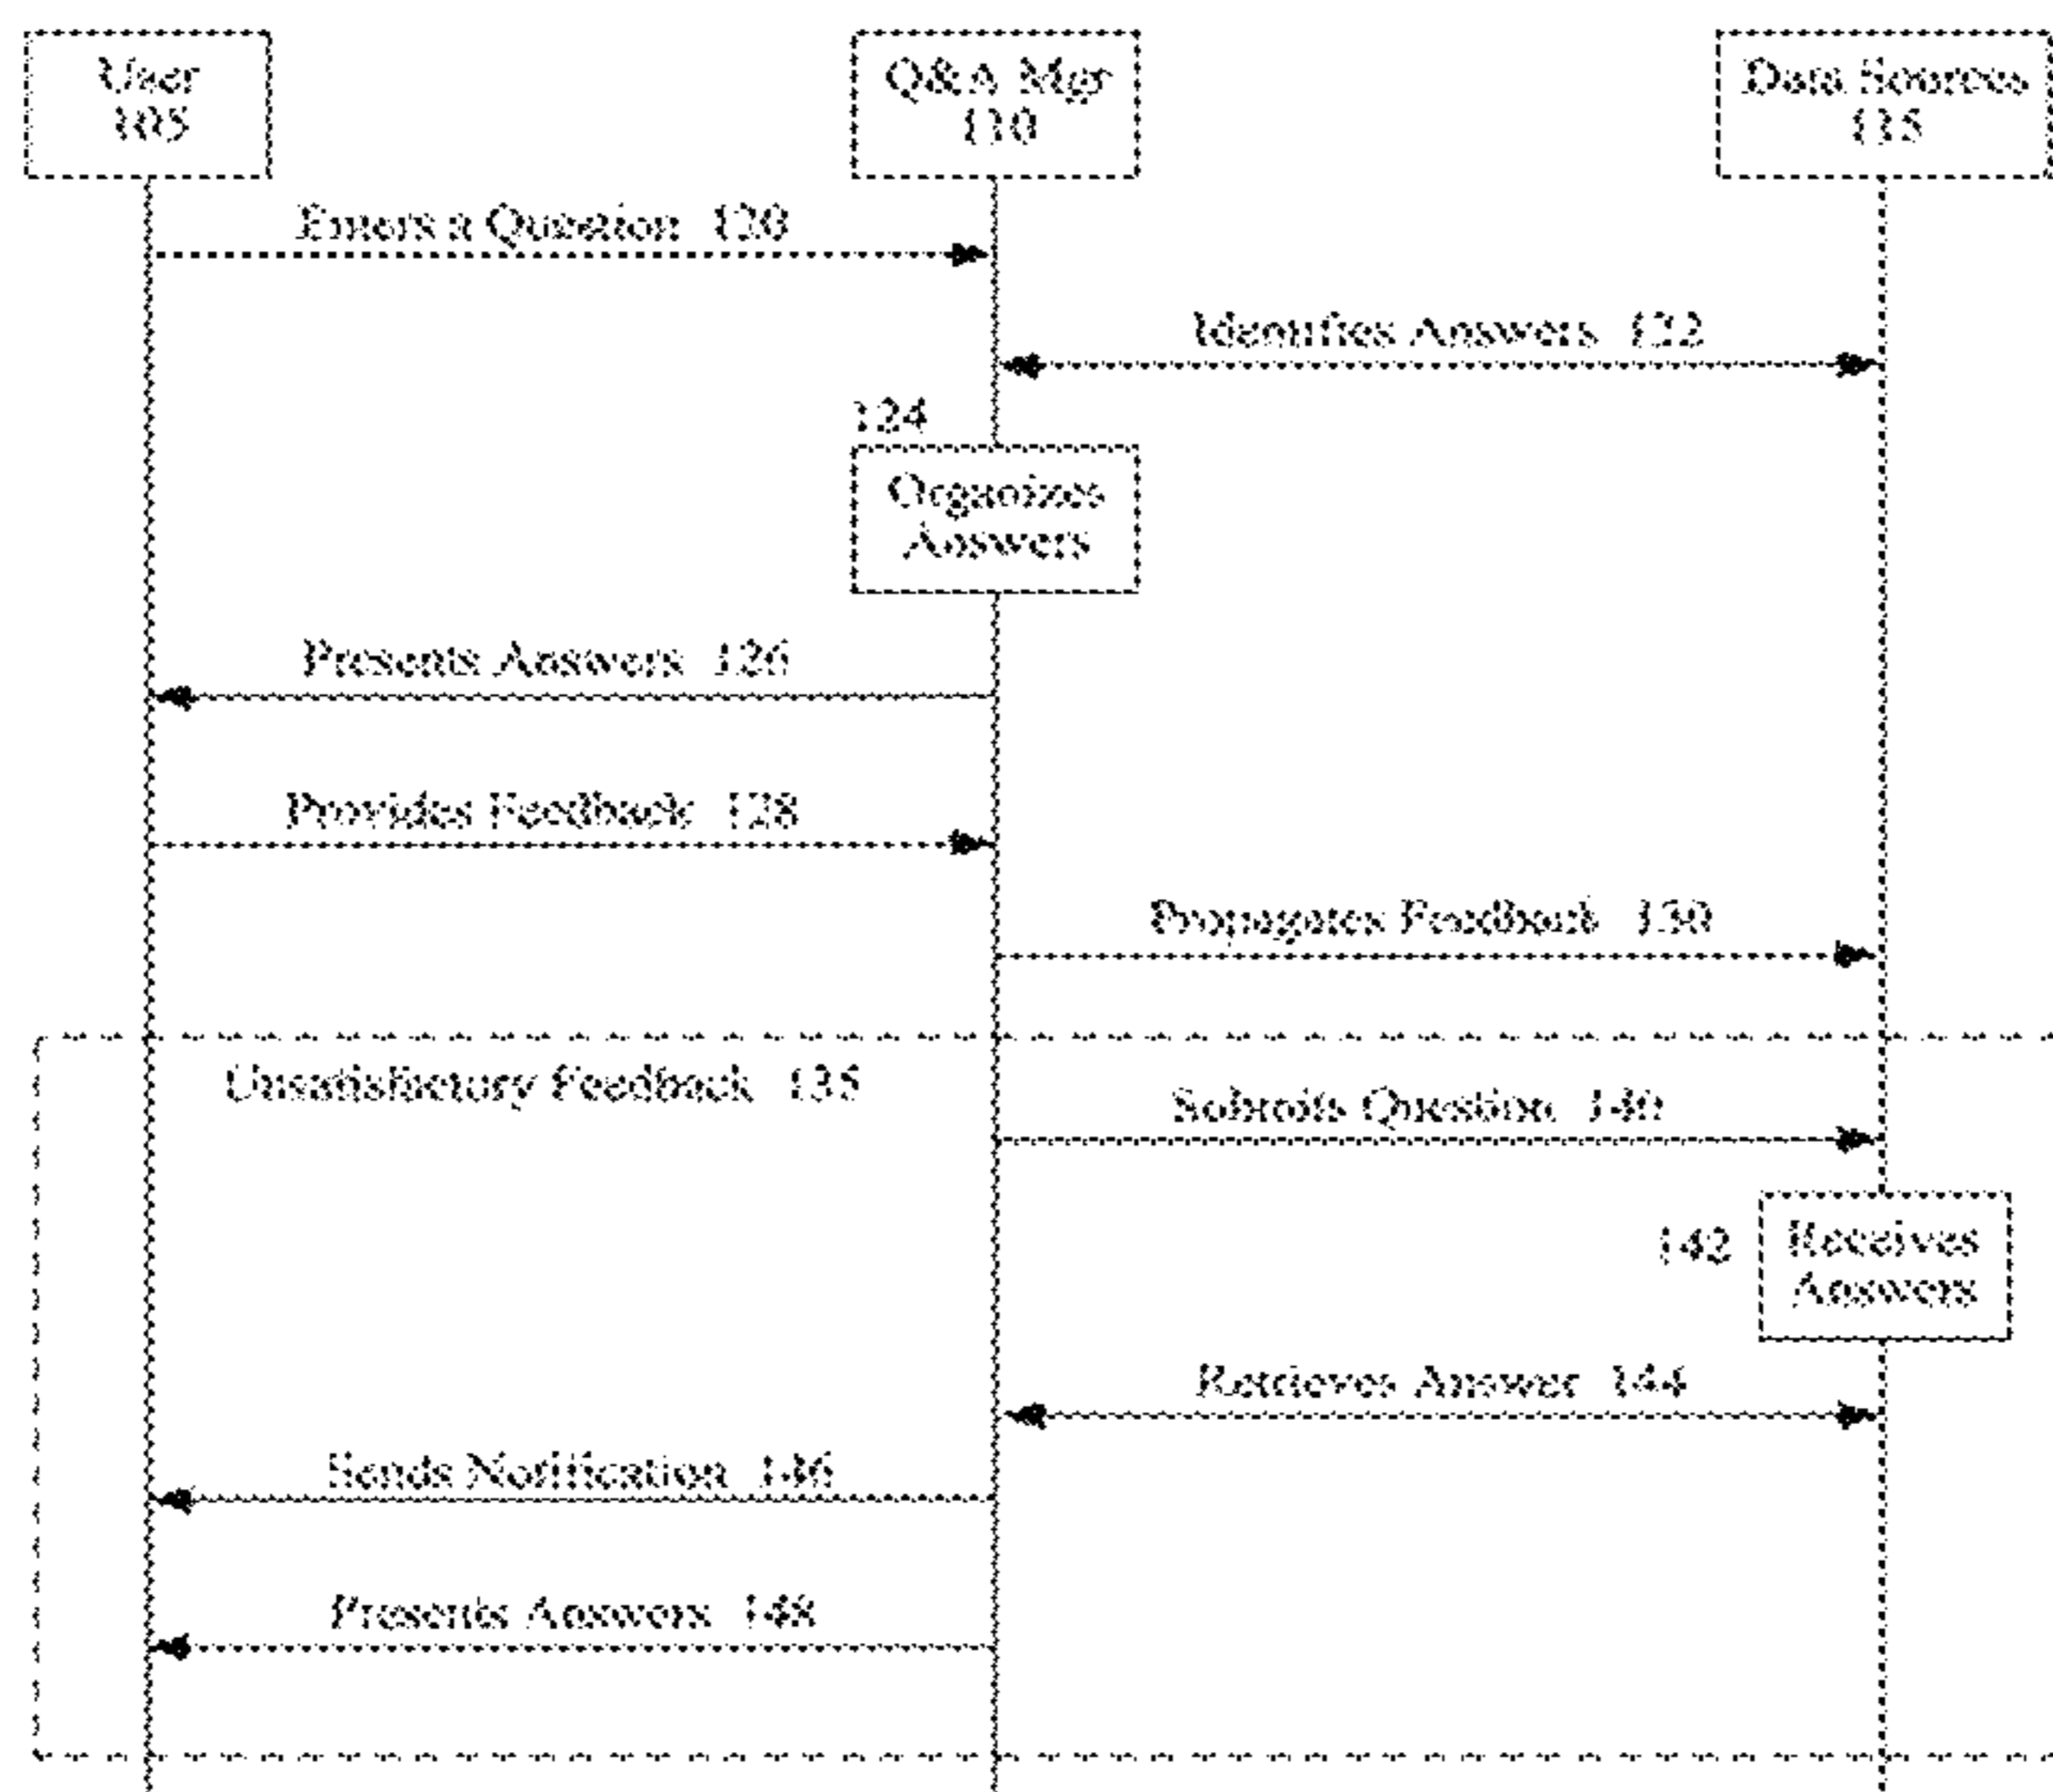 User
105
Q&A Mgr
110
Data Sources
115
Enters a Question 120
Identifies Answers 122
124
Organizes
Answers
Presents Answers 126
Provides Feedback 128
Propagates Feedback 130
Unsatisfactory Feedback 135
Submits Question 140
142
Receives
Answers
Retrieves Answer 144
Sends Notification 146
Presents Answers 148